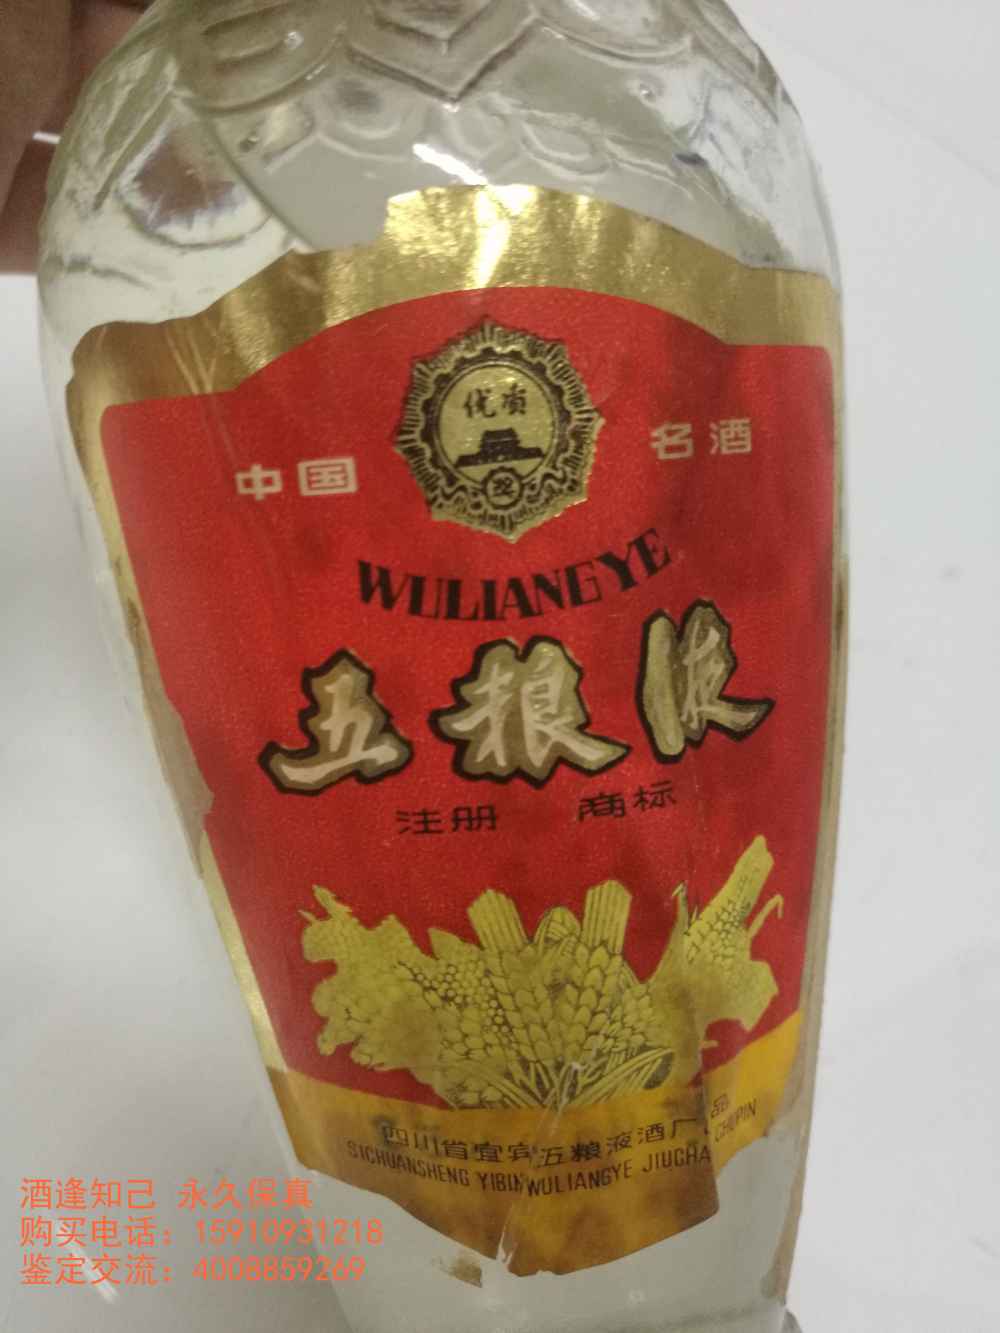 优质
奖
中国
名酒
WULIANGYE
五粮液
注册 商标
四川省宜宾五粮液酒厂 品
SICHUANSHENG YIBIN WULIANGYE JIUCHA CHUPIN
酒逢知己 永久保真
购买电话：15910931218
鉴定交流：4008859269